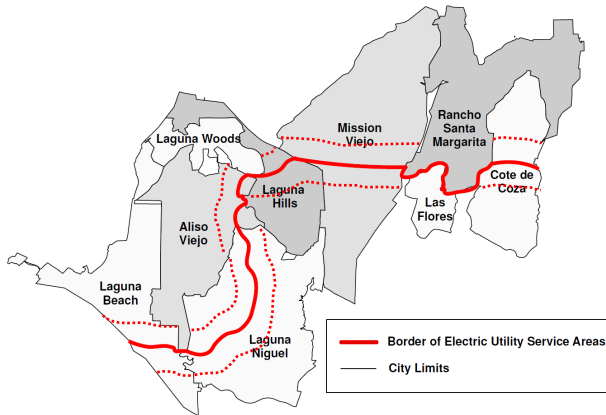 Mission
Viejo
Rancho
Santa
Margarita
Laguna Woods
Cote de
Coza
Laguna
Hills
Las
Flores
Aliso
Viejo
Laguna
Beach
Laguna
Niguel
Border of Electric Utility Service Areas
City Limits